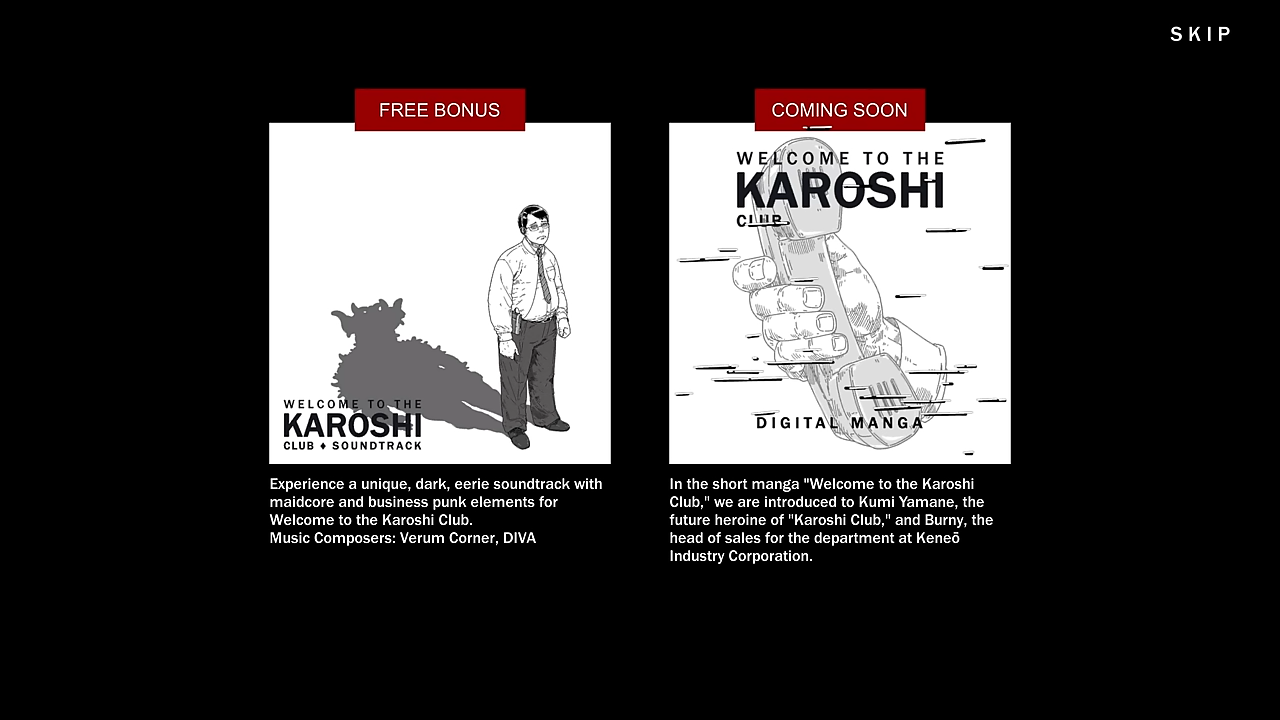 SKIP
FREE BONUS
WELCOME TO THE
KAROSHI
CLUB ♦ SOUNDTRACK
Experience a unique, dark, eerie soundtrack with
maidcore and business punk elements for
Welcome to the Karoshi Club.
Music Composers: Verum Corner, DIVA
COMING SOON
WELCOME TO THE
KAROSHI
CLUB
DIGITAL MANGA
In the short manga "Welcome to the Karoshi
Club," we are introduced to Kumi Yamane, the
future heroine of "Karoshi Club," and Burny, the
head of sales for the department at Keneõ
Industry Corporation.